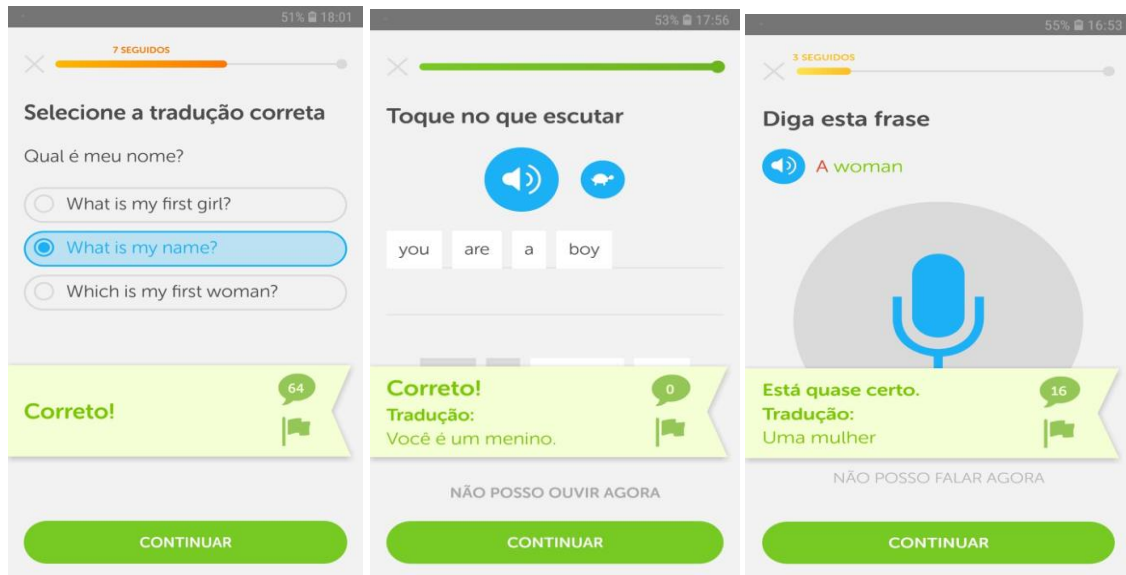 51% 18:01
7 SEGUIDOS
Selecione a tradução correta
Qual é meu nome?
What is my first girl?
What is my name?
Which is my first woman?
64
Correto!
CONTINUAR
53% 17:56
Toque no que escutar
you are a boy
Correto!
0
Tradução:
Você é um menino.
NÃO POSSO OUVIR AGORA
CONTINUAR
55% 16:53
3 SEGUIDOS
Diga esta frase
A woman
Está quase certo.
16
Tradução:
Uma mulher
NÃO POSSO FALAR AGORA
CONTINUAR